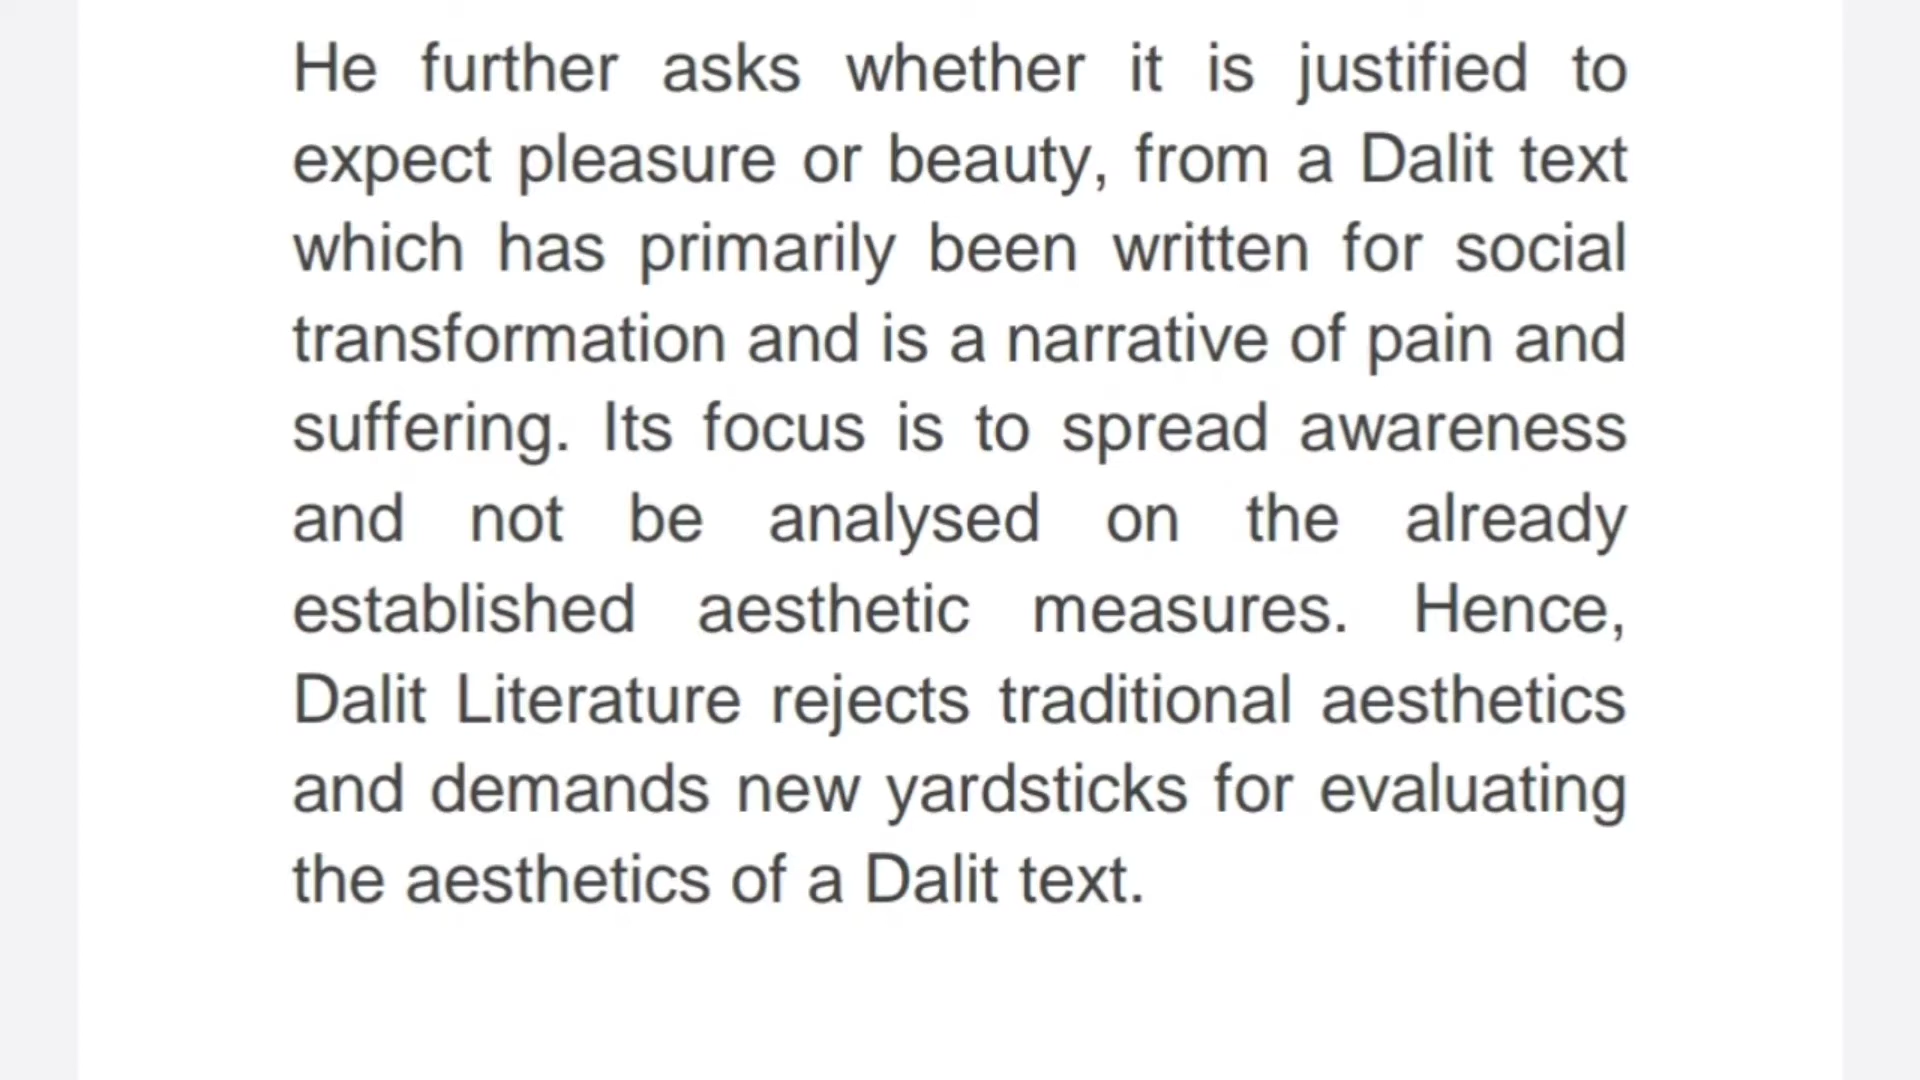 He further asks whether it is justified to
expect pleasure or beauty, from a Dalit text
which has primarily been written for social
transformation and is a narrative of pain and
suffering. Its focus is to spread awareness
and not be analysed on the already
established aesthetic measures. Hence,
Dalit Literature rejects traditional aesthetics
and demands new yardsticks for evaluating
the aesthetics of a Dalit text.